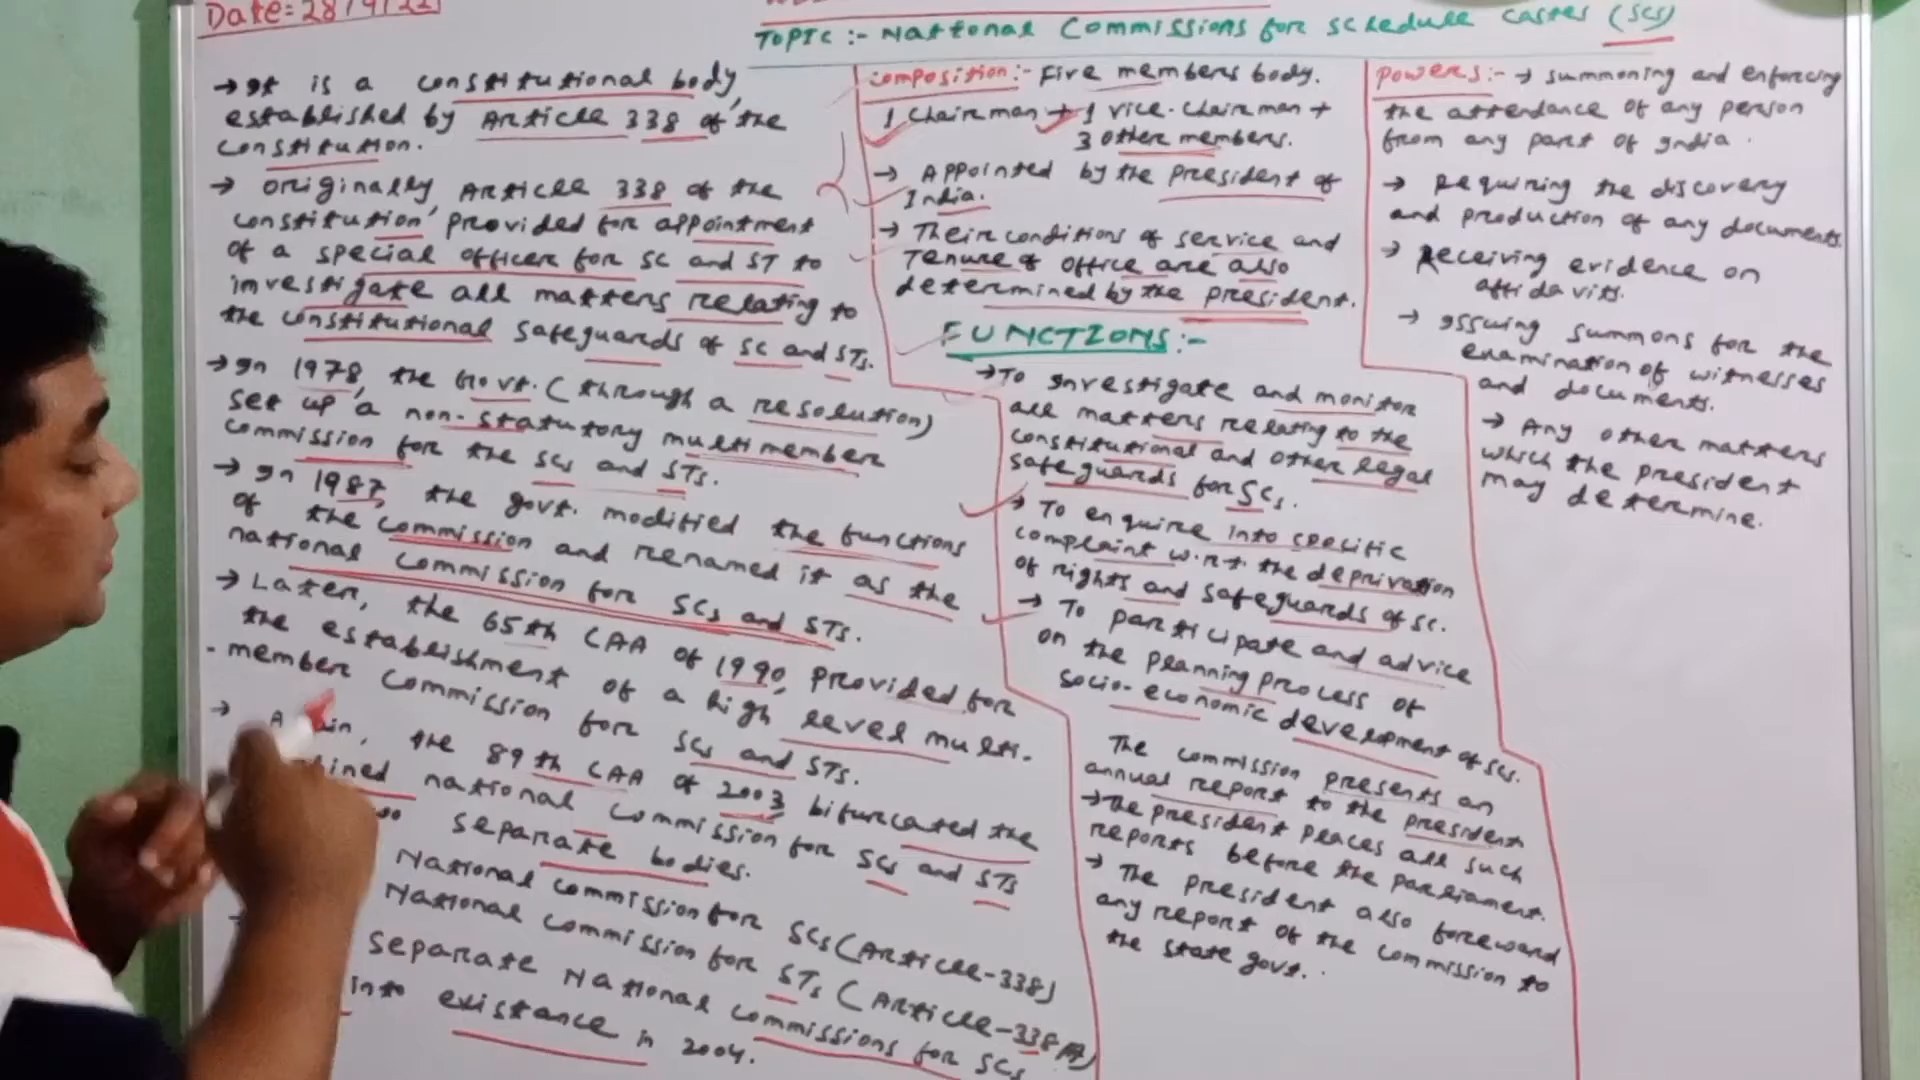 Date=28/9/22
TOPIC :- National Commissions for Schedule Castes (SCs)
→ It is a constitutional body,
established by Article 338 of the
constitution.
→ originally, Article 338 of the
constitution, provided for appointment
of a special officer for SC and ST to
investigate all matters relating to
the constitutional safeguards of SC and STs.
→ In 1978, the Govt. (through a resolution)
set up a non-statutory multimember
commission for the SCs and STs.
→ In 1987, the govt. modified the functions
of the commission and renamed it as the
national commission for SCs and STs.
→ Later, the 65th CAA of 1990, provided for
the establishment of a high level multi-
-member commission for SCs and STs.
→ the 89th CAA of 2003 bifurcated the
national commission for SCs and STs
separate bodies.
National commission for SCs (Article-338)
National commission for STs (Article-338A)
separate National commissions for SCs
into existance in 2004.
Composition:- Five members body.
1 chairman + 1 vice-chairman +
3 other members.
→ Appointed by the president of
India.
→ Their conditions of service and
Tenure of office are also
determined by the president.
FUNCTIONS:-
→ To Investigate and monitor
all matters relating to the
constitutional and other legal
safeguards for SCs.
→ To enquire into specific
complaint w.r.t. the deprivation
of rights and safeguards of SC.
→ To participate and advice
on the planning process of
socio-economic development of SCs.
The commission presents an
annual report to the president
→ The president places all such
reports before the parliament.
→ The president also foreward
any report of the commission to
the state govt.
Powers:- → summoning and enforcing
the attendance of any person
from any part of India.
→ Requiring the discovery
and production of any documents.
→ Receiving evidence on
affidavits.
→ Issuing summons for the
examination of witnesses
and documents.
→ Any other matters
which the president
may determine.